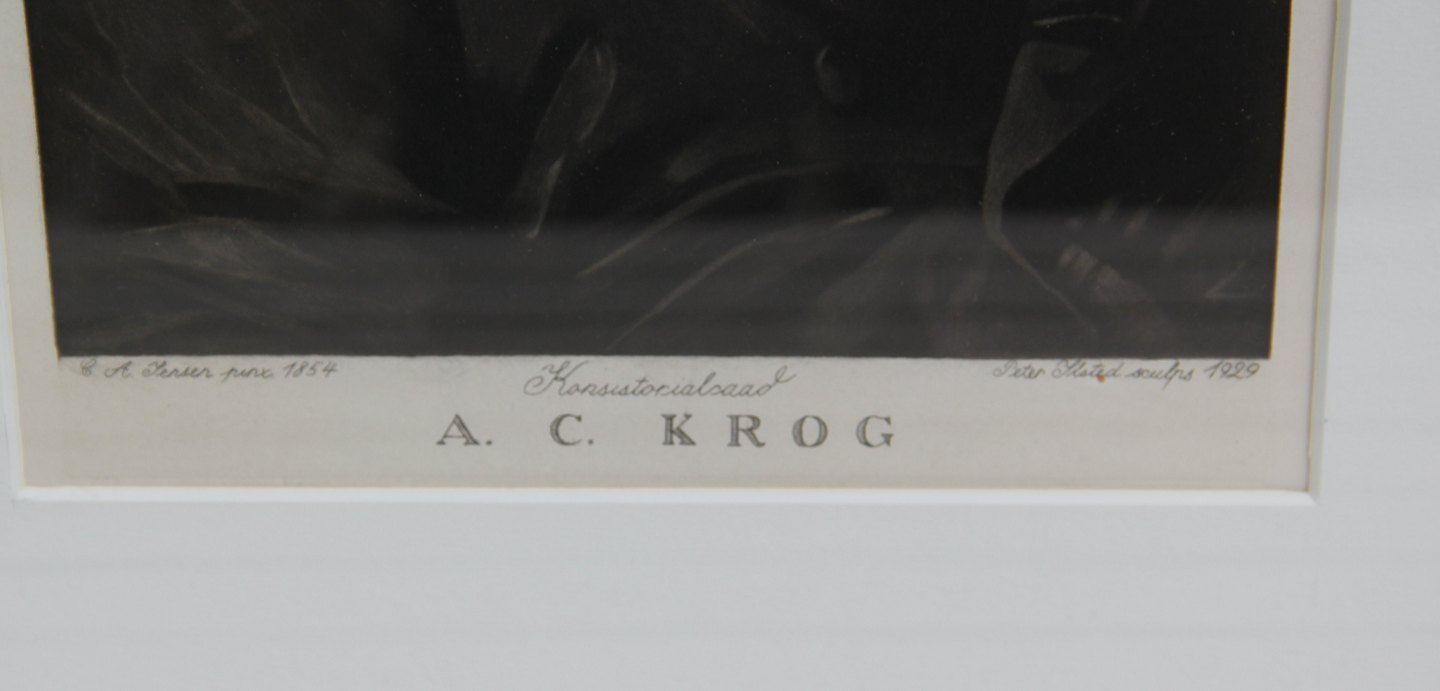 C. A. Jensen pinx. 1854 Konsistorialraad Peter Ilsted sculps 1929
A. C. KROG